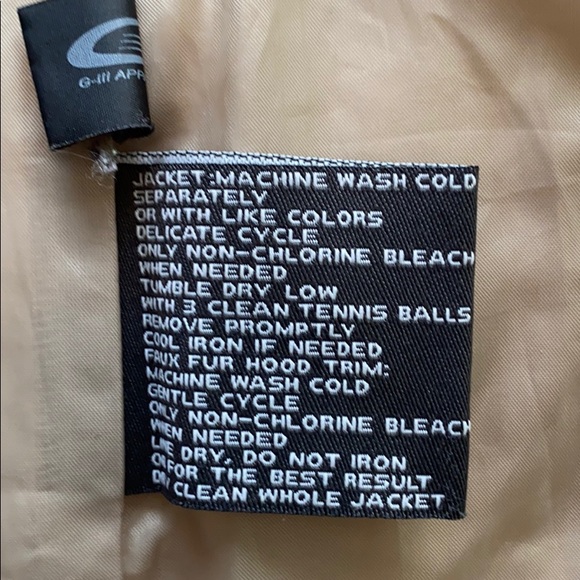 G-III APP
JACKET:MACHINE WASH COLD
SEPARATELY
OR WITH LIKE COLORS
DELICATE CYCLE
ONLY NON-CHLORINE BLEACH
WHEN NEEDED
TUMBLE DRY LOW
WITH 3 CLEAN TENNIS BALLS
REMOVE PROMPTLY
COOL IRON IF NEEDED
FAUX FUR HOOD TRIM:
MACHINE WASH COLD
GENTLE CYCLE
ONLY NON-CHLORINE BLEACH
WHEN NEEDED
LINE DRY, DO NOT IRON
OR FOR THE BEST RESULT
DRY CLEAN WHOLE JACKET